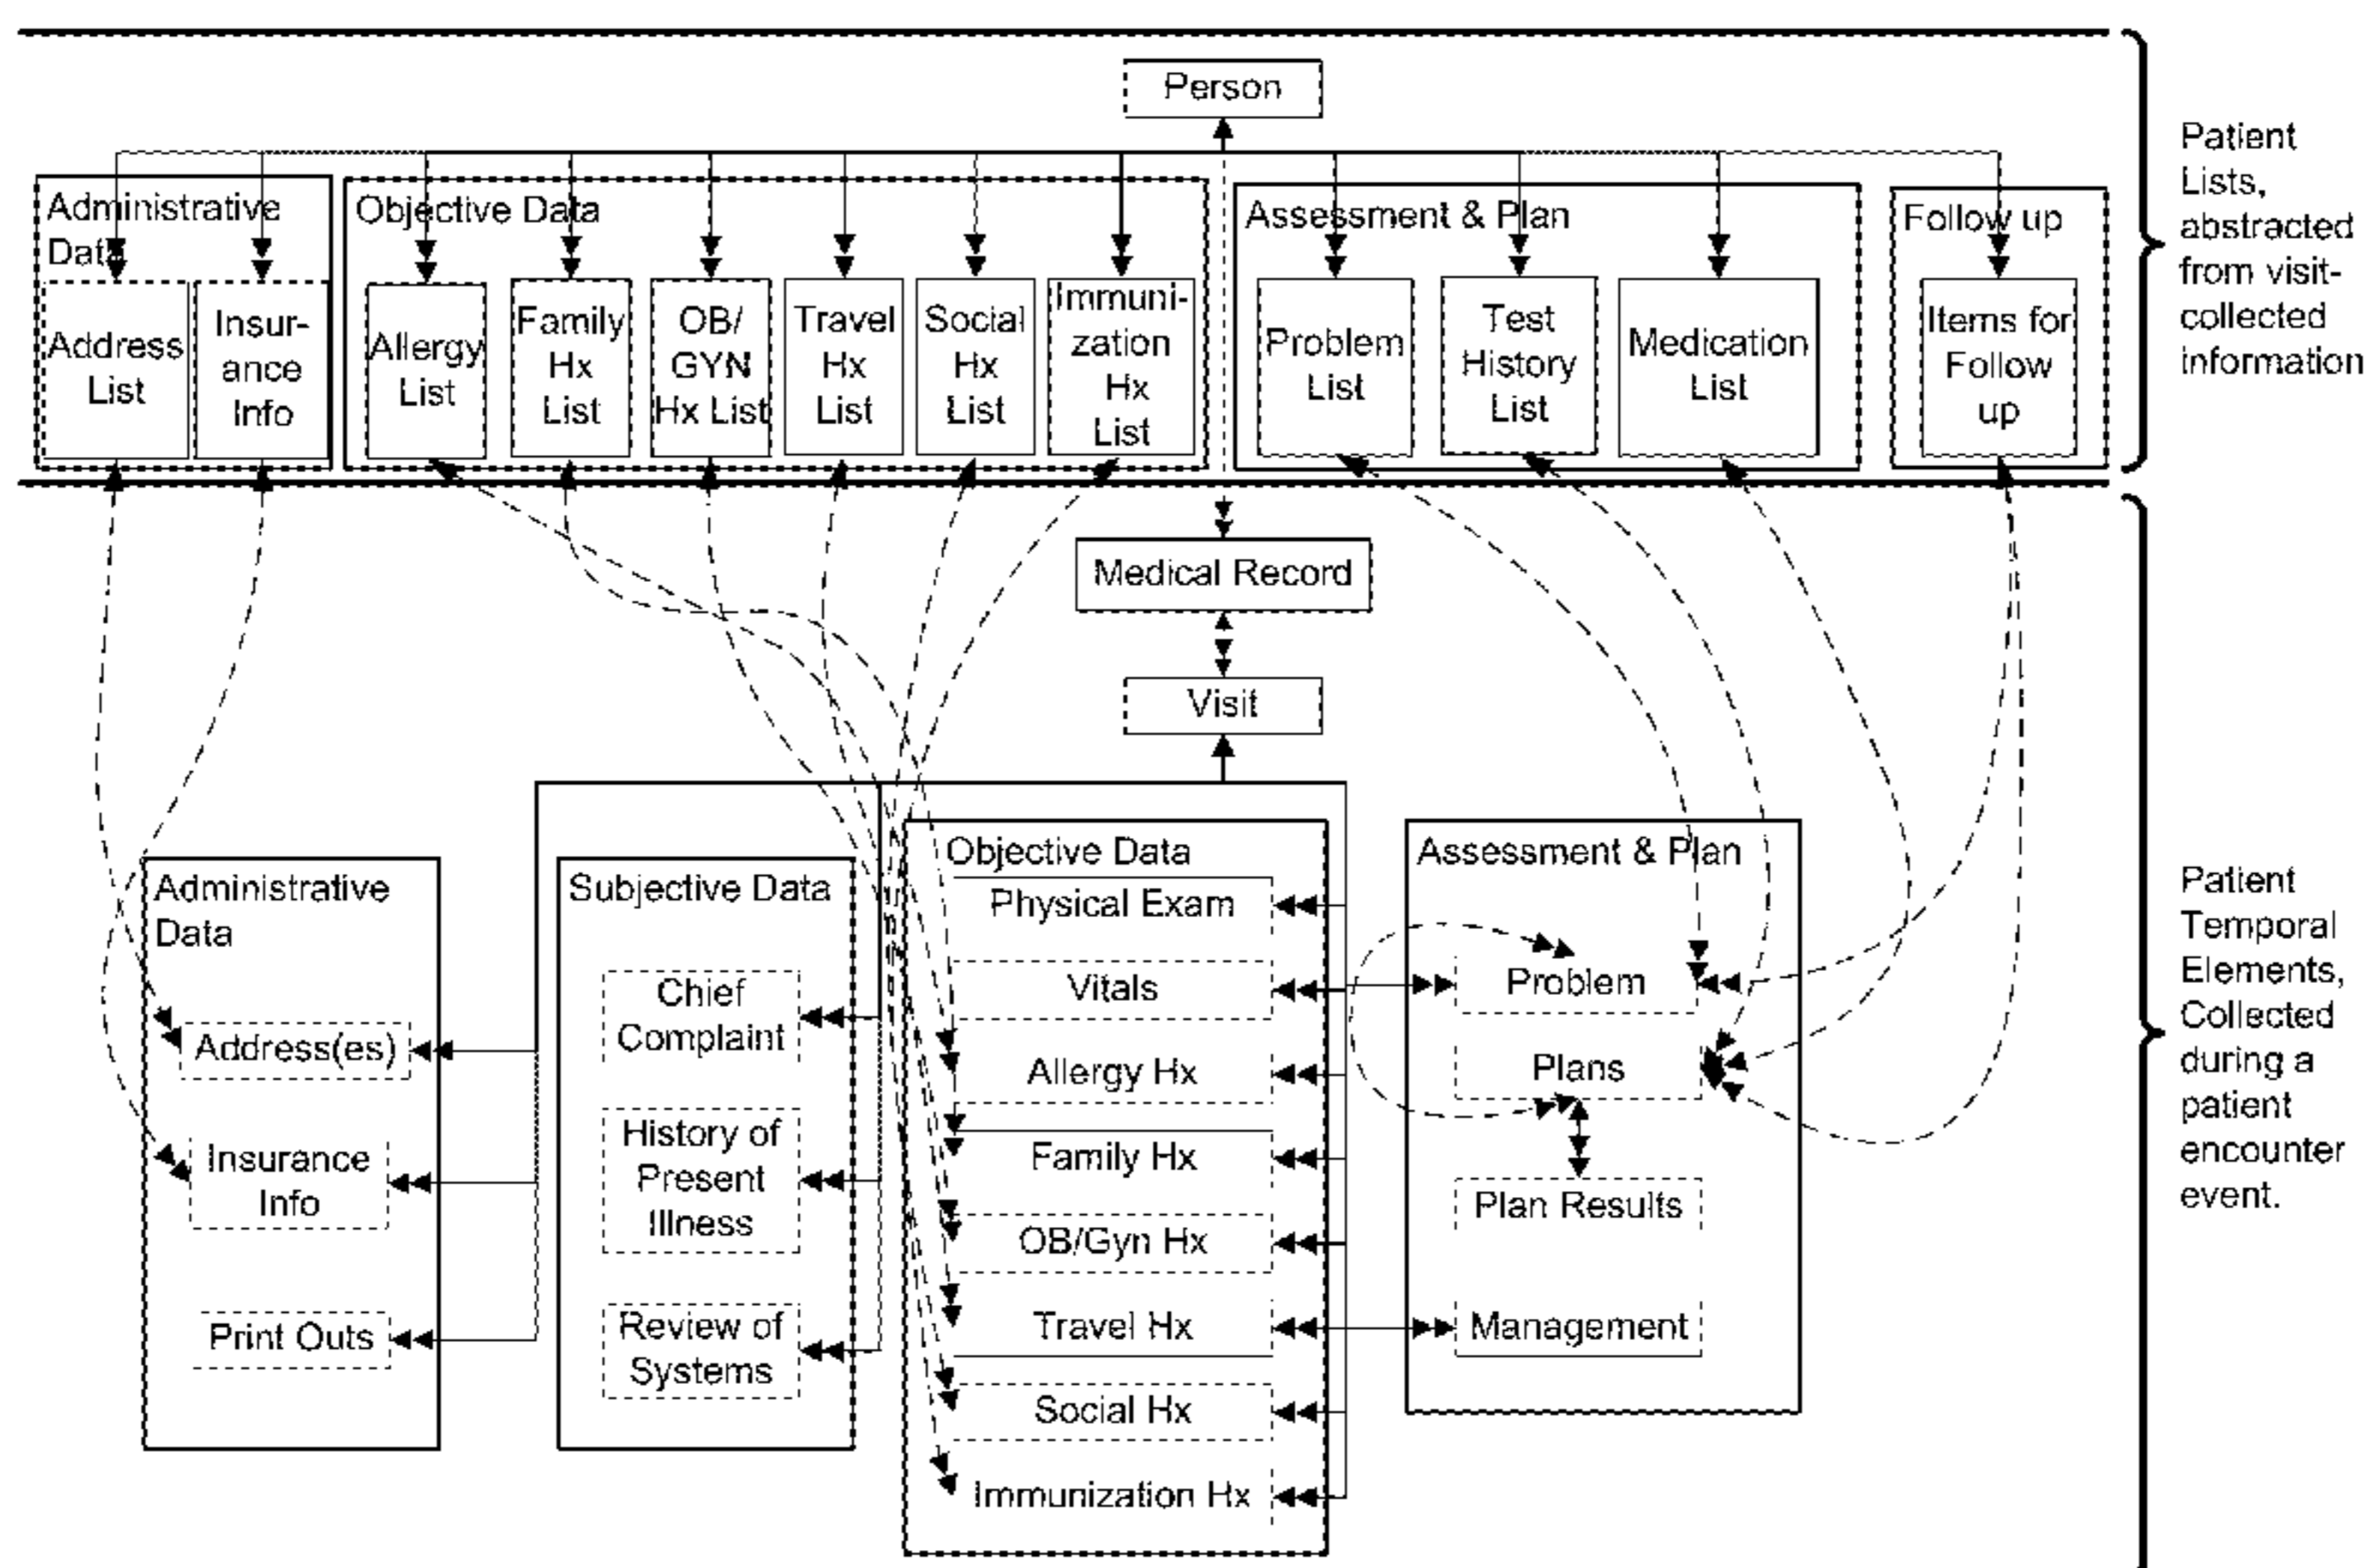 Person
Patient
Lists,
abstracted
from visit-
collected
information
Administrative
Data
Objective Data
Assessment & Plan
Follow up
Address
List
Insur-
ance
Info
Allergy
List
Family
Hx
List
OB/
GYN
Hx List
Travel
Hx
List
Social
Hx
List
Immuni-
zation
Hx
List
Problem
List
Test
History
List
Medication
List
Items for
Follow
up
Medical Record
Visit
Administrative
Data
Address(es)
Insurance
Info
Print Outs
Subjective Data
Chief
Complaint
History of
Present
Illness
Review of
Systems
Objective Data
Physical Exam
Vitals
Allergy Hx
Family Hx
OB/Gyn Hx
Travel Hx
Social Hx
Immunization Hx
Assessment & Plan
Problem
Plans
Plan Results
Management
Patient
Temporal
Elements,
Collected
during a
patient
encounter
event.